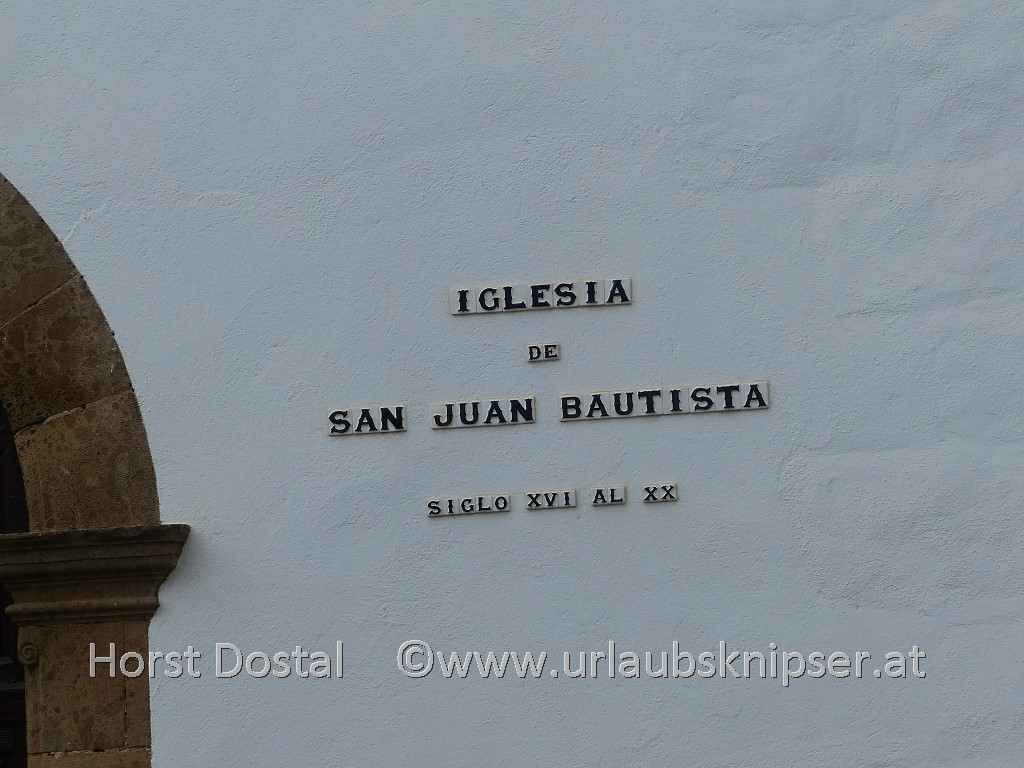 IGLESIA
DE
SAN JUAN BAUTISTA
SIGLO XVI AL XX
Horst Dostal ©www.urlaubsknipser.at